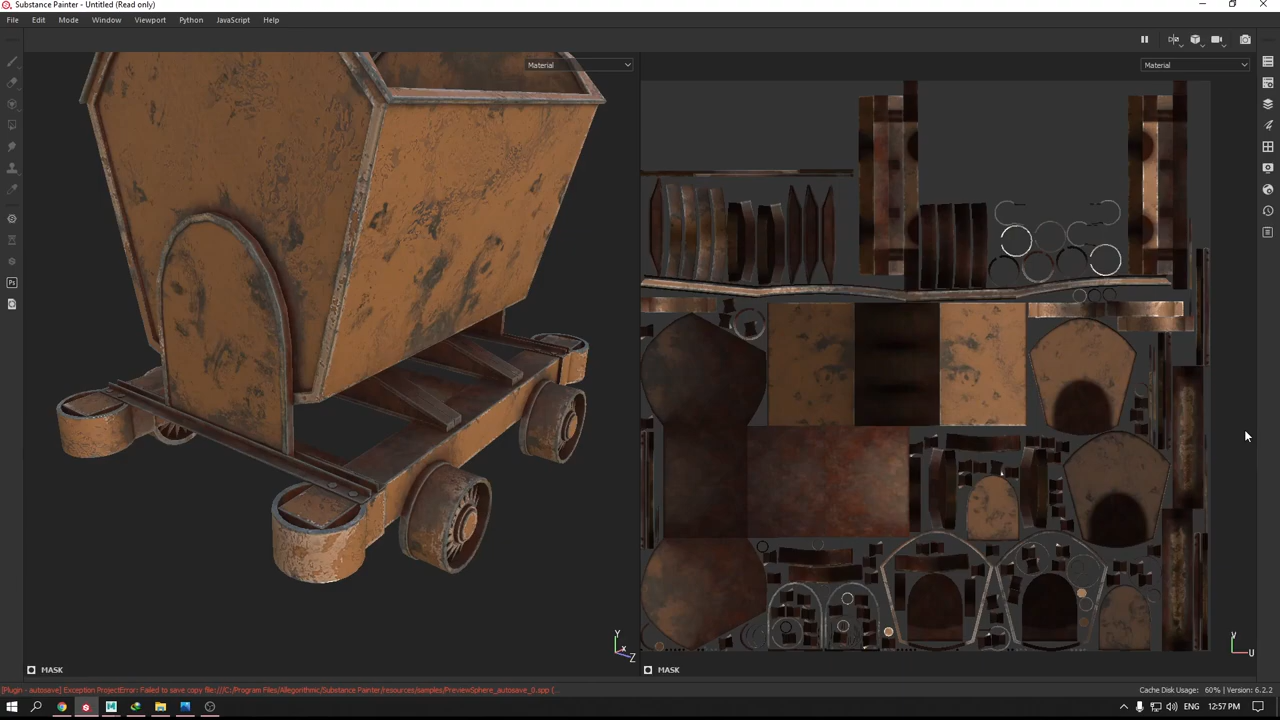 Substance Painter - Untitled (Read only)
File Edit Mode Window Viewport Python JavaScript Help
Material
Material
Ps
Y
X
Z
V
U
MASK
MASK
[Plugin - autosave] Exception ProjectError: Failed to save copy file:///C:/Program Files/Allegorithmic/Substance Painter/resources/samples/PreviewSphere_autosave_0.spp (...
Cache Disk Usage: 60% | Version: 6.2.2
12:57 PM